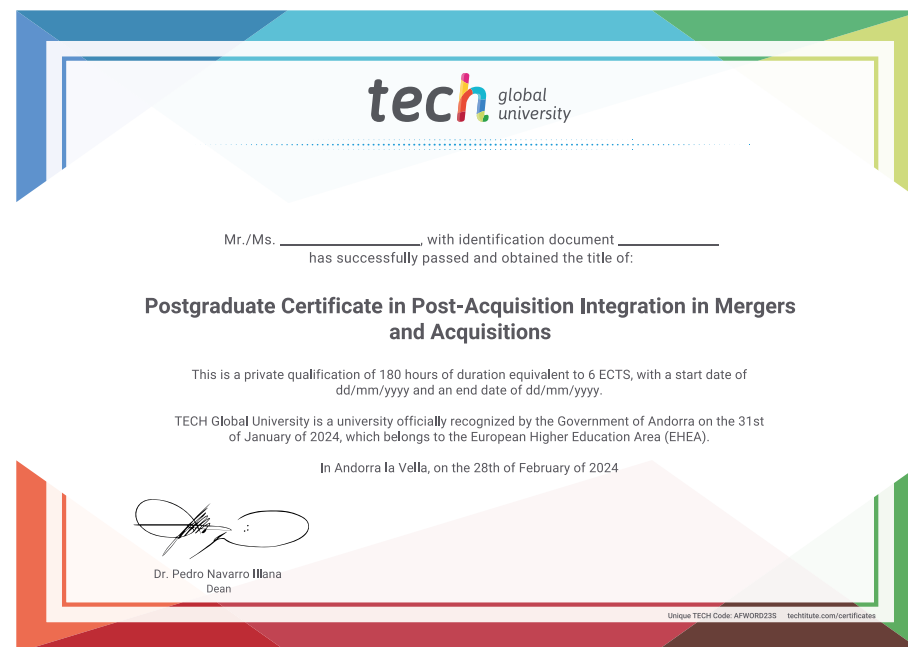 tech global university
Mr./Ms. ____________, with identification document ____________
has successfully passed and obtained the title of:
Postgraduate Certificate in Post-Acquisition Integration in Mergers
and Acquisitions
This is a private qualification of 180 hours of duration equivalent to 6 ECTS, with a start date of
dd/mm/yyyy and an end date of dd/mm/yyyy.
TECH Global University is a university officially recognized by the Government of Andorra on the 31st
of January of 2024, which belongs to the European Higher Education Area (EHEA).
In Andorra la Vella, on the 28th of February of 2024
Dr. Pedro Navarro Illana
Dean
Unique TECH Code: AFWORD23S techtitute.com/certificates